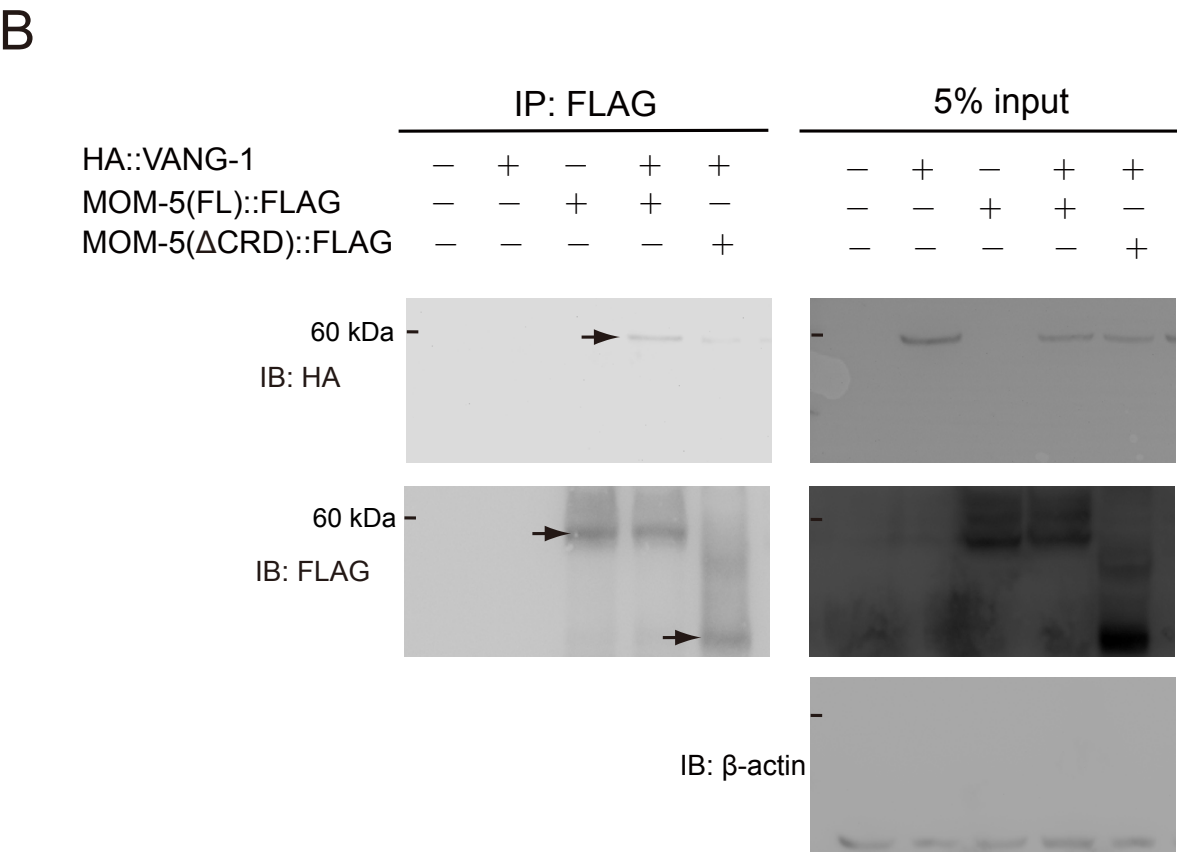 B
IP: FLAG 5% input
HA::VANG-1 − + − + + − + − + +
MOM-5(FL)::FLAG − − + + − − − + + −
MOM-5(ΔCRD)::FLAG − − − − + − − − − +
60 kDa
IB: HA
60 kDa
IB: FLAG
IB: β-actin